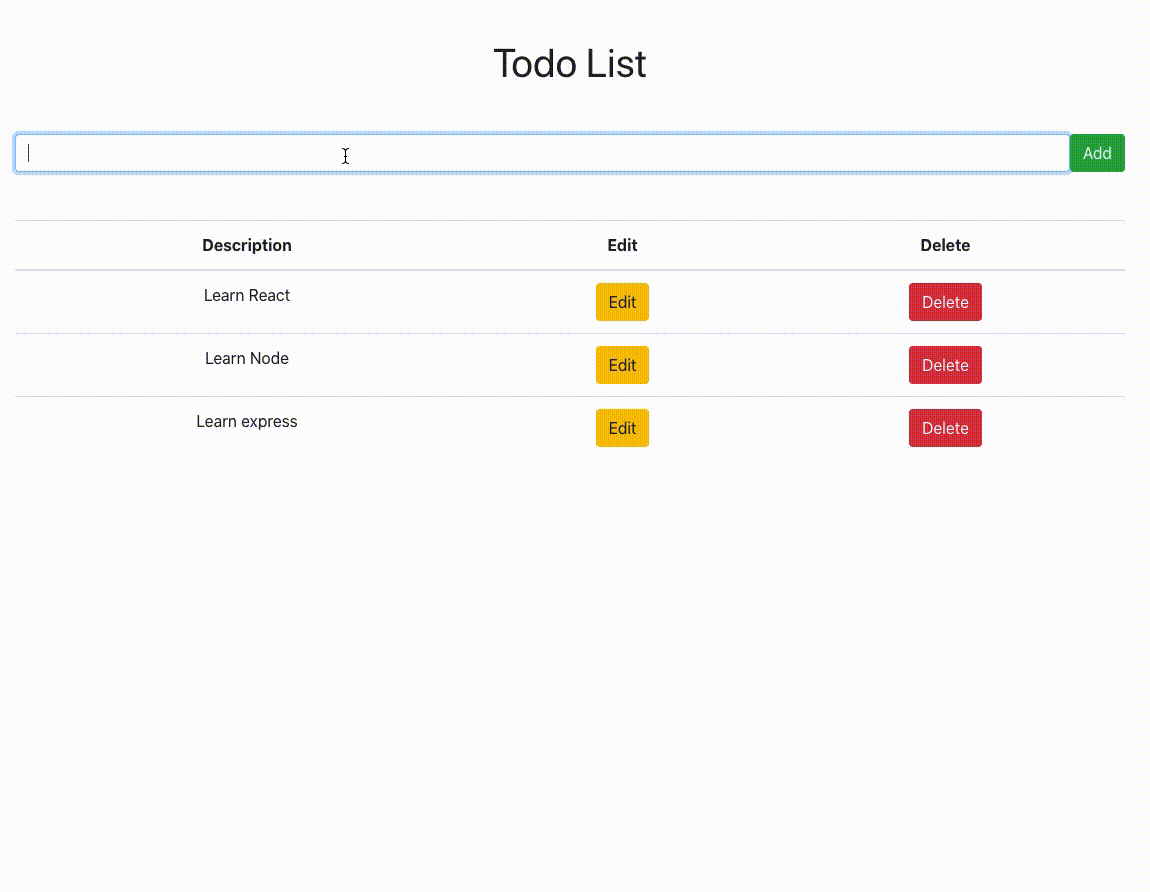 Todo List
Add
Description Edit Delete
Learn React Edit Delete
Learn Node Edit Delete
Learn express Edit Delete